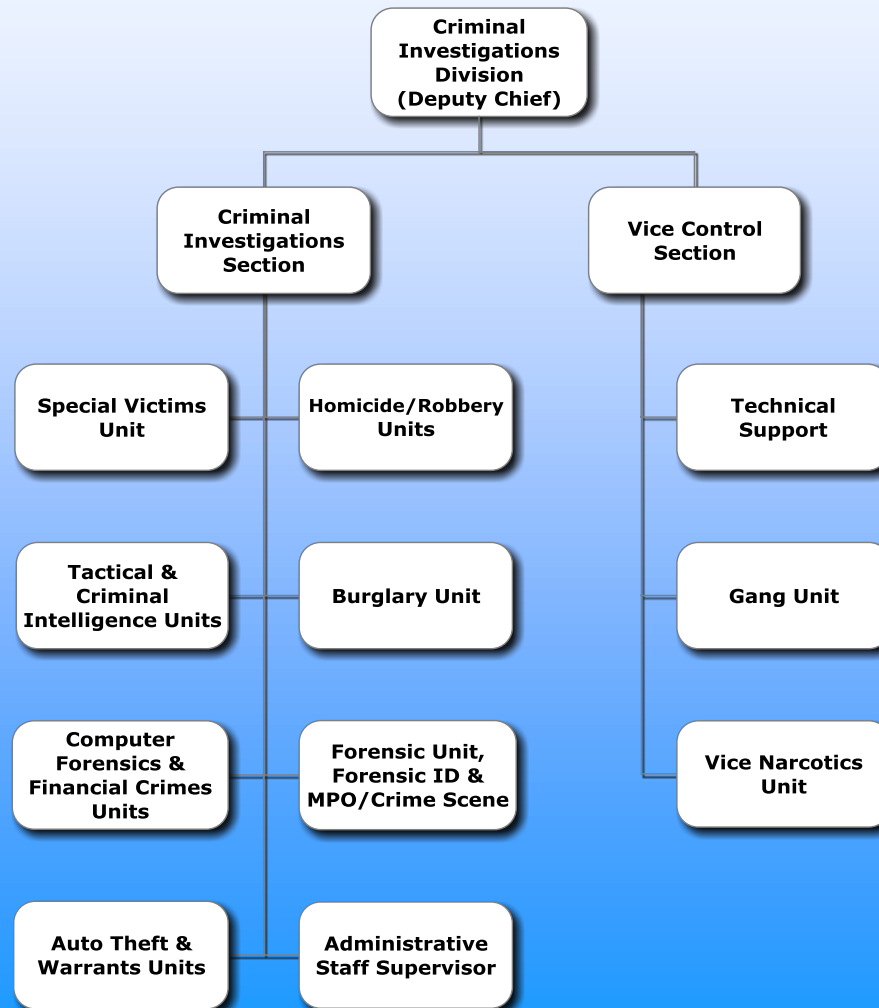 Criminal
Investigations
Division
(Deputy Chief)
Criminal
Investigations
Section
Vice Control
Section
Special Victims
Unit
Homicide/Robbery
Units
Technical
Support
Tactical &
Criminal
Intelligence Units
Burglary Unit
Gang Unit
Computer
Forensics &
Financial Crimes
Units
Forensic Unit,
Forensic ID &
MPO/Crime Scene
Vice Narcotics
Unit
Auto Theft &
Warrants Units
Administrative
Staff Supervisor